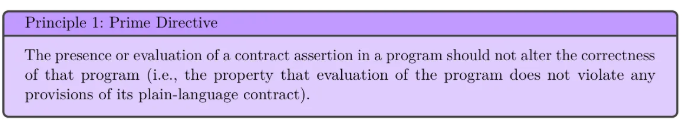 Principle 1: Prime Directive
The presence or evaluation of a contract assertion in a program should not alter the correctness
of that program (i.e., the property that evaluation of the program does not violate any
provisions of its plain-language contract).